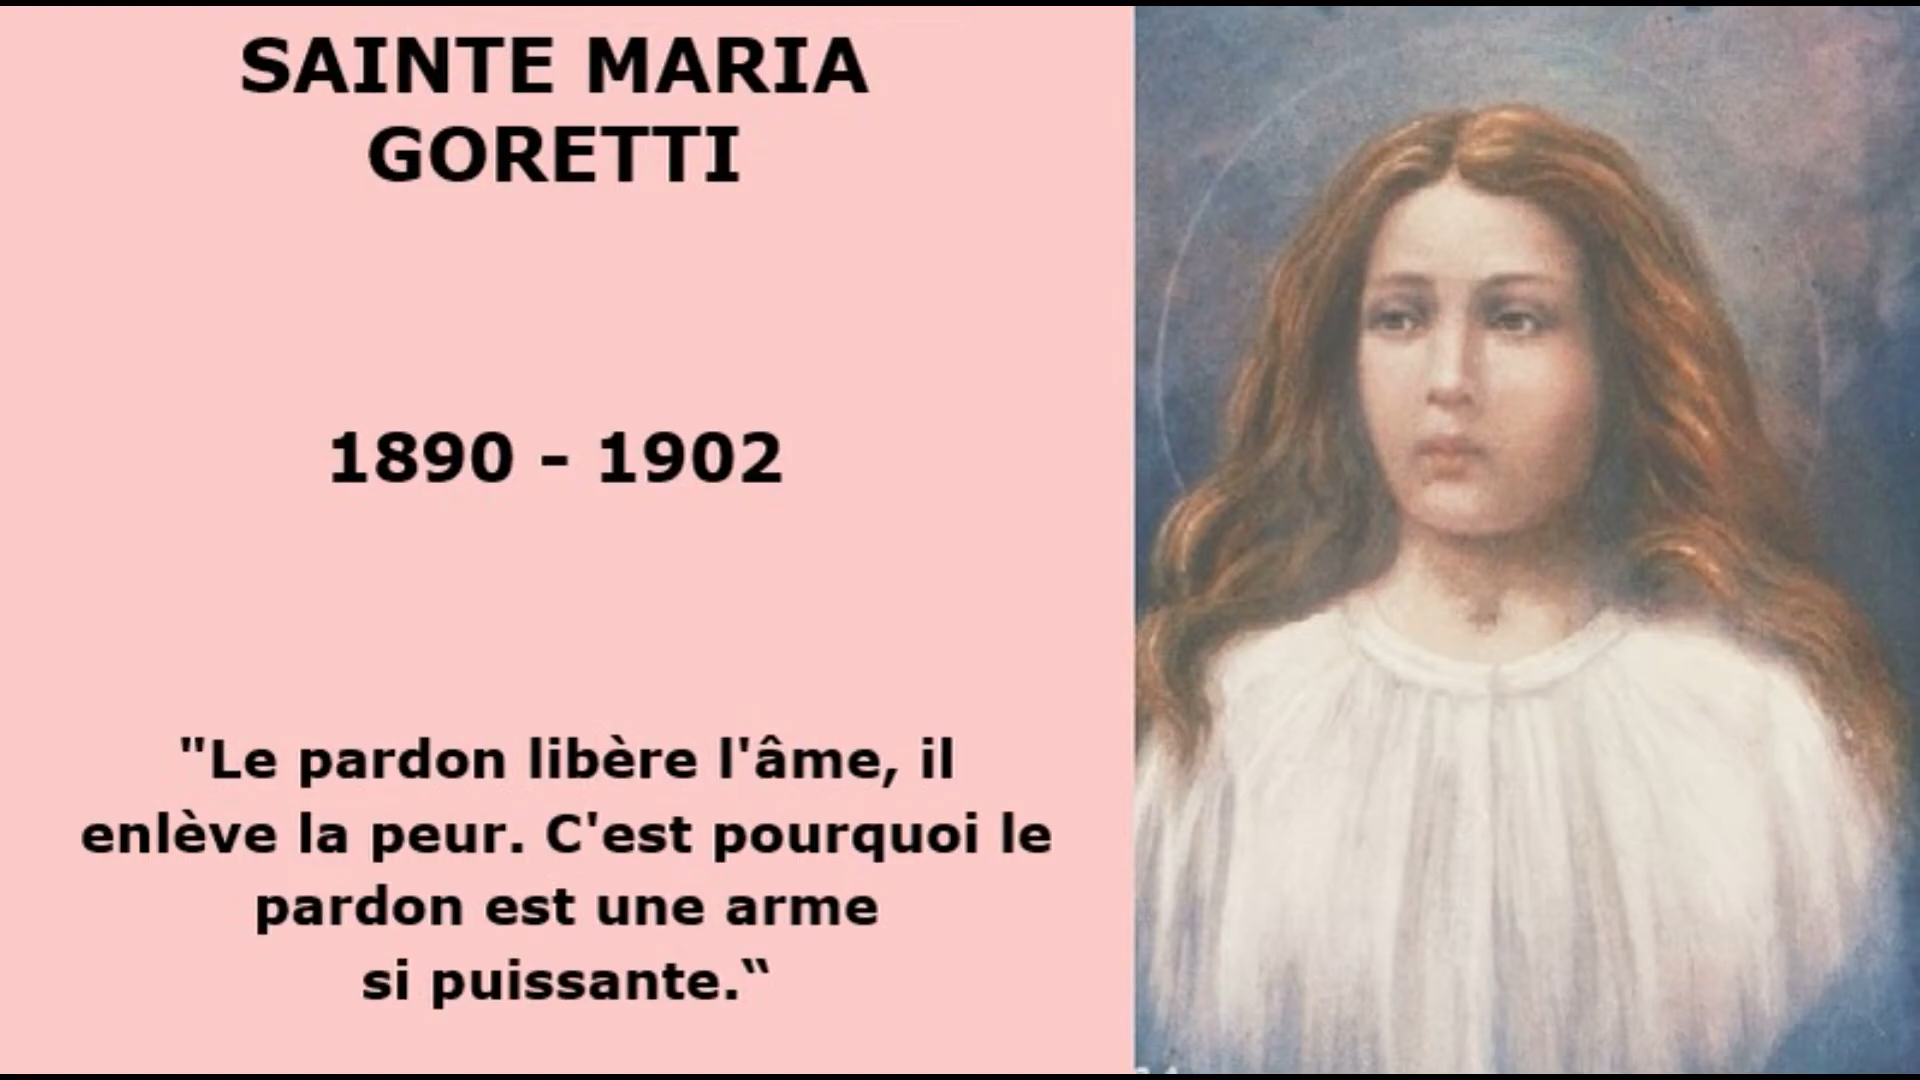 SAINTE MARIA
GORETTI
1890 - 1902
"Le pardon libère l'âme, il
enlève la peur. C'est pourquoi le
pardon est une arme
si puissante.‟